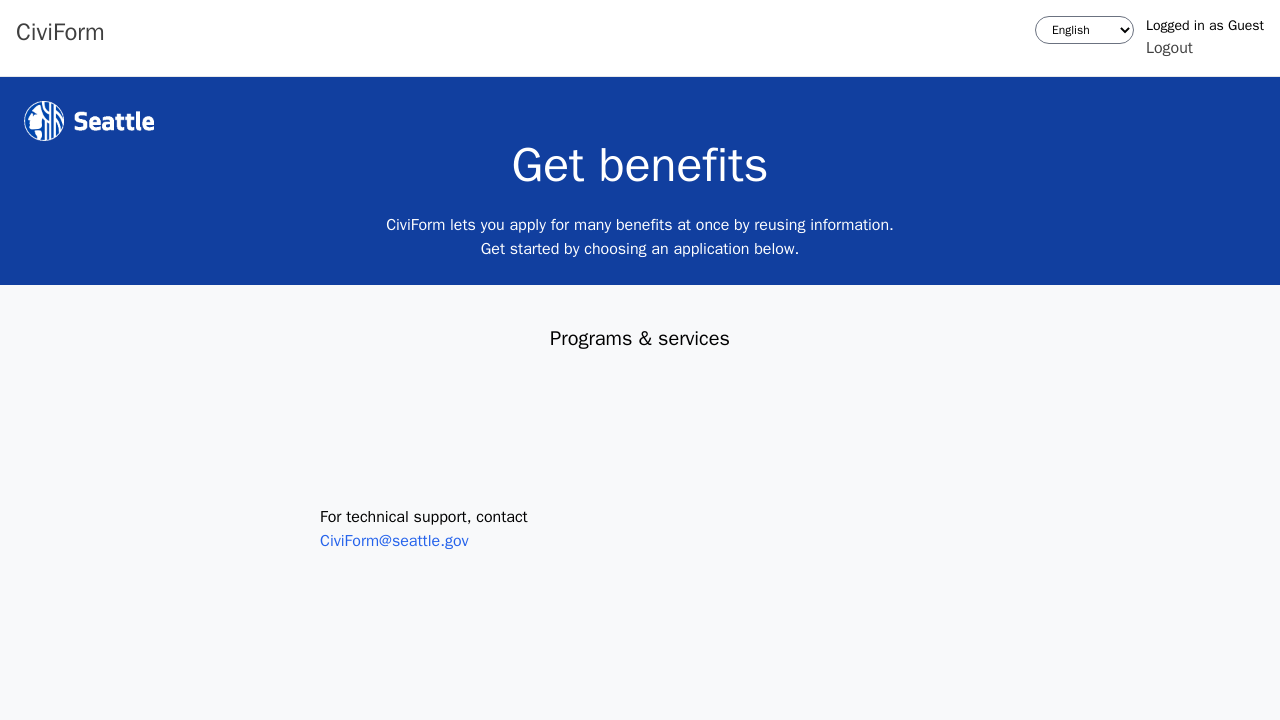 CiviForm
English
Logged in as Guest
Logout
Seattle
Get benefits
CiviForm lets you apply for many benefits at once by reusing information.
Get started by choosing an application below.
Programs & services
For technical support, contact
CiviForm@seattle.gov